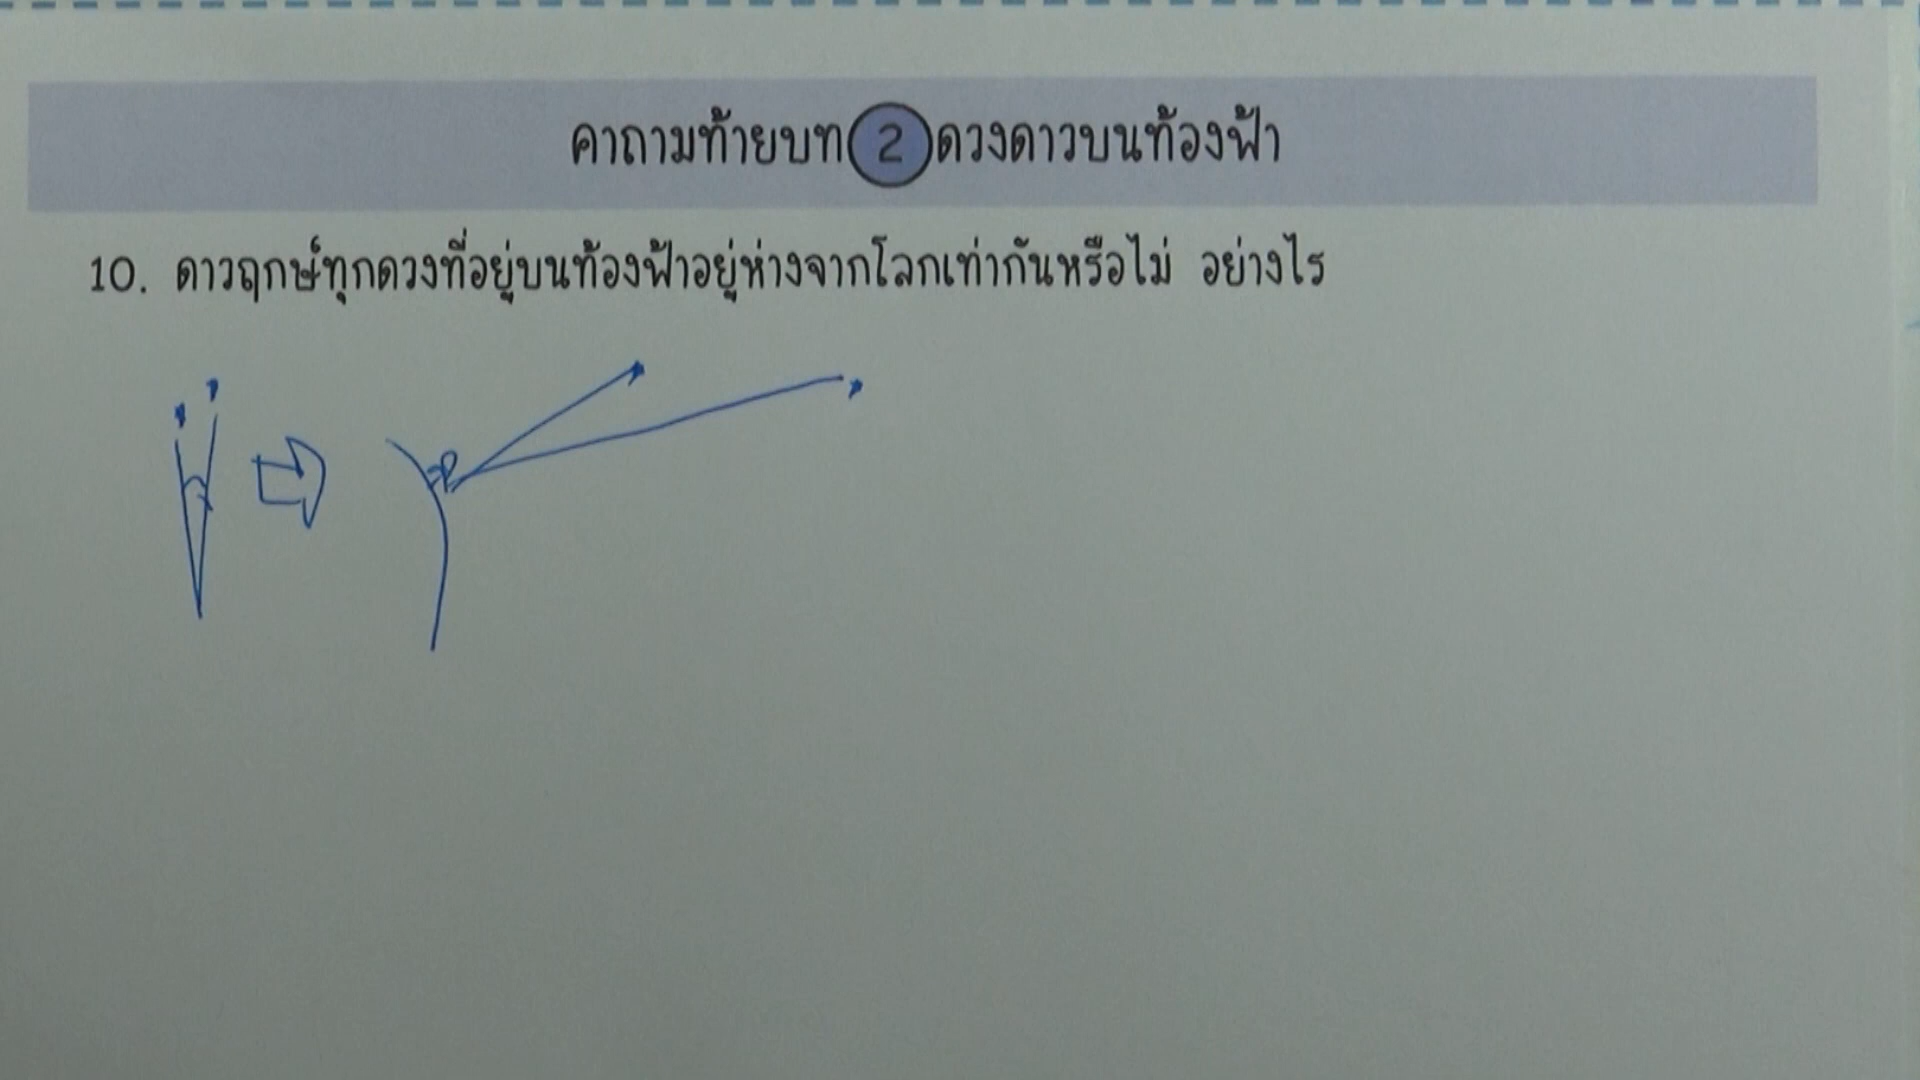 คำถามท้ายบท 2 ดวงดาวบนท้องฟ้า
10. ดาวฤกษ์ทุกดวงที่อยู่บนท้องฟ้าอยู่ห่างจากโลกเท่ากันหรือไม่ อย่างไร